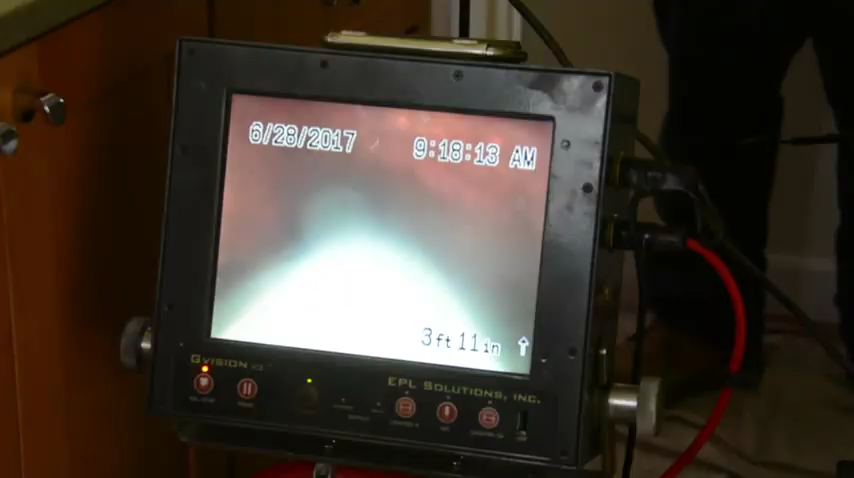 6/28/2017
9:18:13 AM
3ft 11in ↑
GVISION
EPL SOLUTIONS, INC.